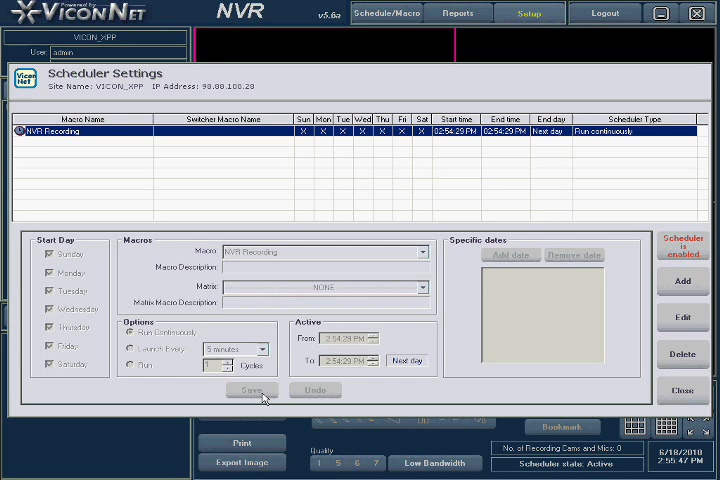 Powered by
VICONNET
NVR
v5.6a
Schedule/Macro
Reports
Setup
Logout
VICON_XPP
User: admin
Vicon Net
Scheduler Settings
Site Name: VICON_XPP IP Address: 98.88.100.28
Macro Name Switcher Macro Name Sun Mon Tue Wed Thu Fri Sat Start time End time End day Scheduler Type
NVR Recording X X X X X X X 02:54:29 PM 02:54:29 PM Next day Run continuously
Start Day
Sunday
Monday
Tuesday
Wednesday
Thursday
Friday
Saturday
Macros
Macro: NVR Recording
Macro Description:
Matrix: NONE
Matrix Macro Description:
Options
Run Continuously
Launch Every 5 minutes
Run 1 Cycles
Active
From: 2:54:29 PM
To: 2:54:29 PM Next day
Specific dates
Add date Remove date
Scheduler is enabled
Add
Edit
Delete
Close
Save Undo
Print
Export Image
Quality
1 5 6 7
Low Bandwidth
Bookmark
No. of Recording Cams and Mics: 0
Scheduler state: Active
6/18/2010
2:55:47 PM